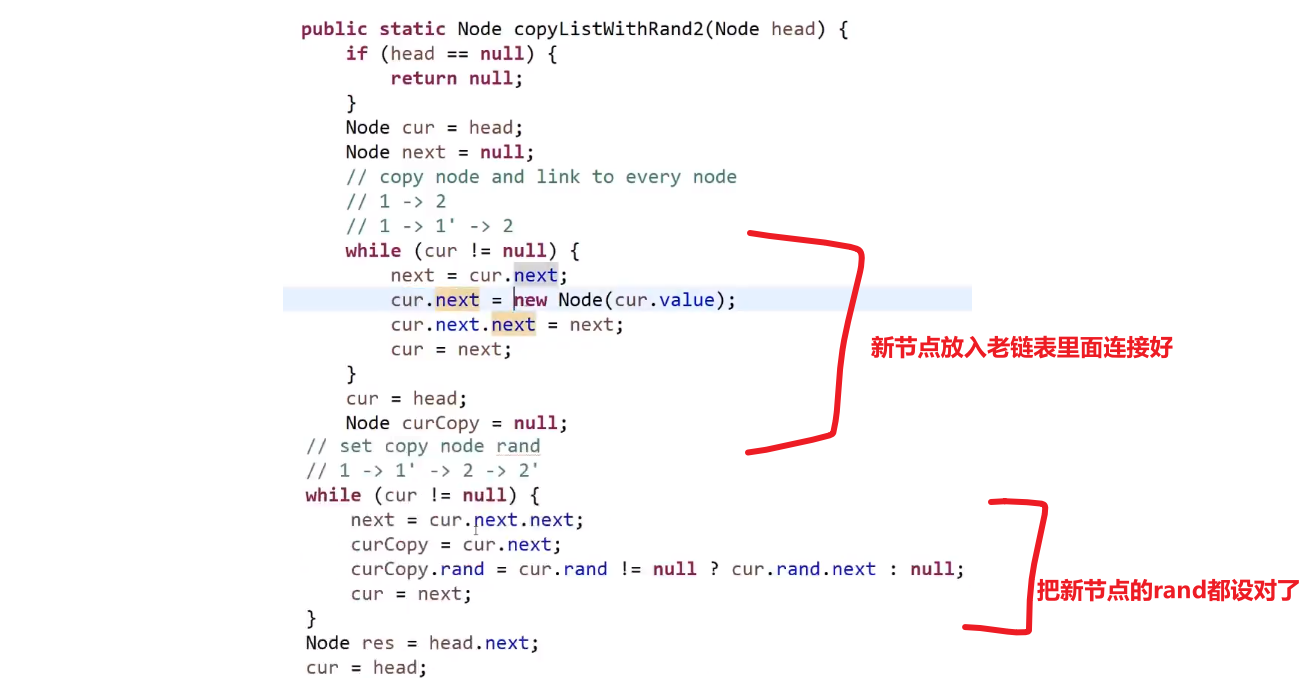 public static Node copyListWithRand2(Node head) {
if (head == null) {
return null;
}
Node cur = head;
Node next = null;
// copy node and link to every node
// 1 -> 2
// 1 -> 1' -> 2
while (cur != null) {
next = cur.next;
cur.next = new Node(cur.value);
cur.next.next = next;
cur = next;
}
新节点放入老链表里面连接好
cur = head;
Node curCopy = null;
// set copy node rand
// 1 -> 1' -> 2 -> 2'
while (cur != null) {
next = cur.next.next;
curCopy = cur.next;
curCopy.rand = cur.rand != null ? cur.rand.next : null;
cur = next;
}
把新节点的rand都设对了
Node res = head.next;
cur = head;